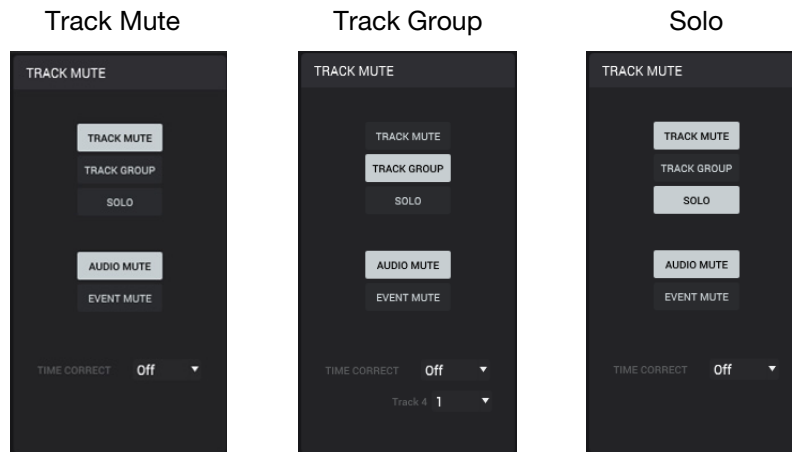 Track Mute
TRACK MUTE
TRACK MUTE
TRACK GROUP
SOLO
AUDIO MUTE
EVENT MUTE
TIME CORRECT Off
Track Group
TRACK MUTE
TRACK MUTE
TRACK GROUP
SOLO
AUDIO MUTE
EVENT MUTE
TIME CORRECT Off
Track 4 1
Solo
TRACK MUTE
TRACK MUTE
TRACK GROUP
SOLO
AUDIO MUTE
EVENT MUTE
TIME CORRECT Off